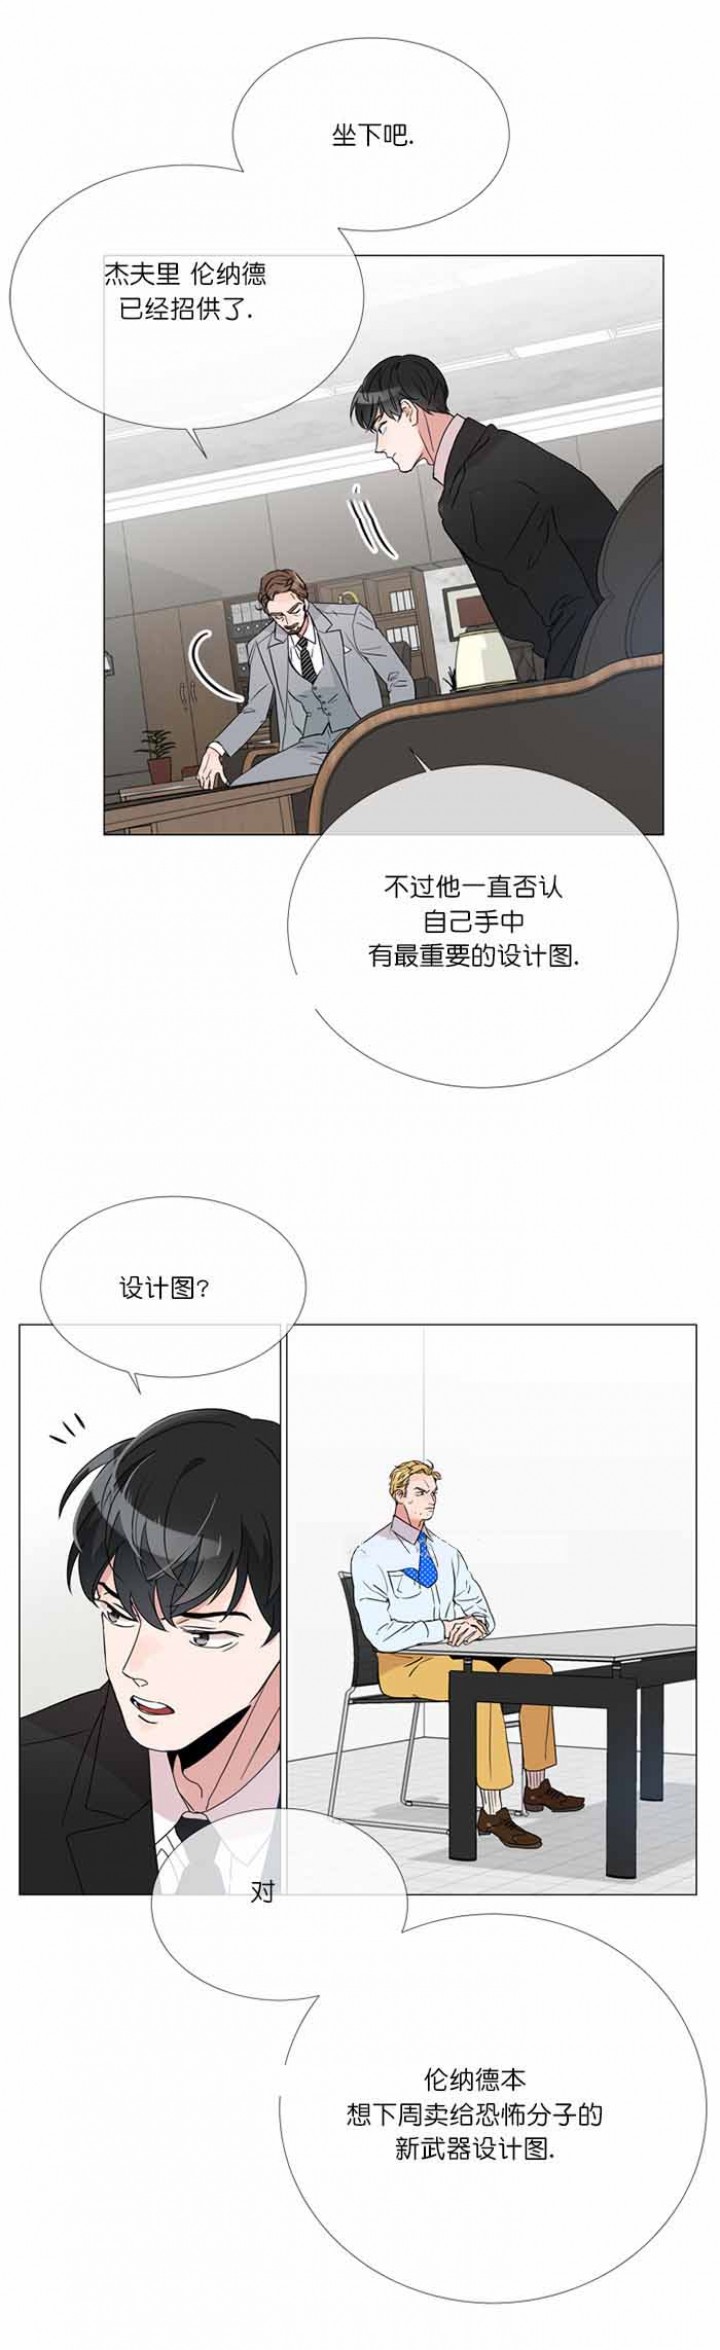 坐下吧.
杰夫里 伦纳德
已经招供了.
不过他一直否认
自己手中
有最重要的设计图.
设计图?
对
伦纳德本
想下周卖给恐怖分子的
新武器设计图.